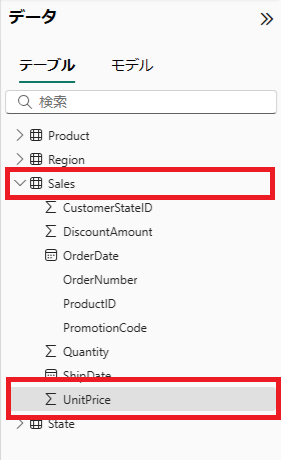 データ
テーブル モデル
検索
Product
Region
Sales
CustomerStateID
DiscountAmount
OrderDate
OrderNumber
ProductID
PromotionCode
Quantity
ShipDate
UnitPrice
State